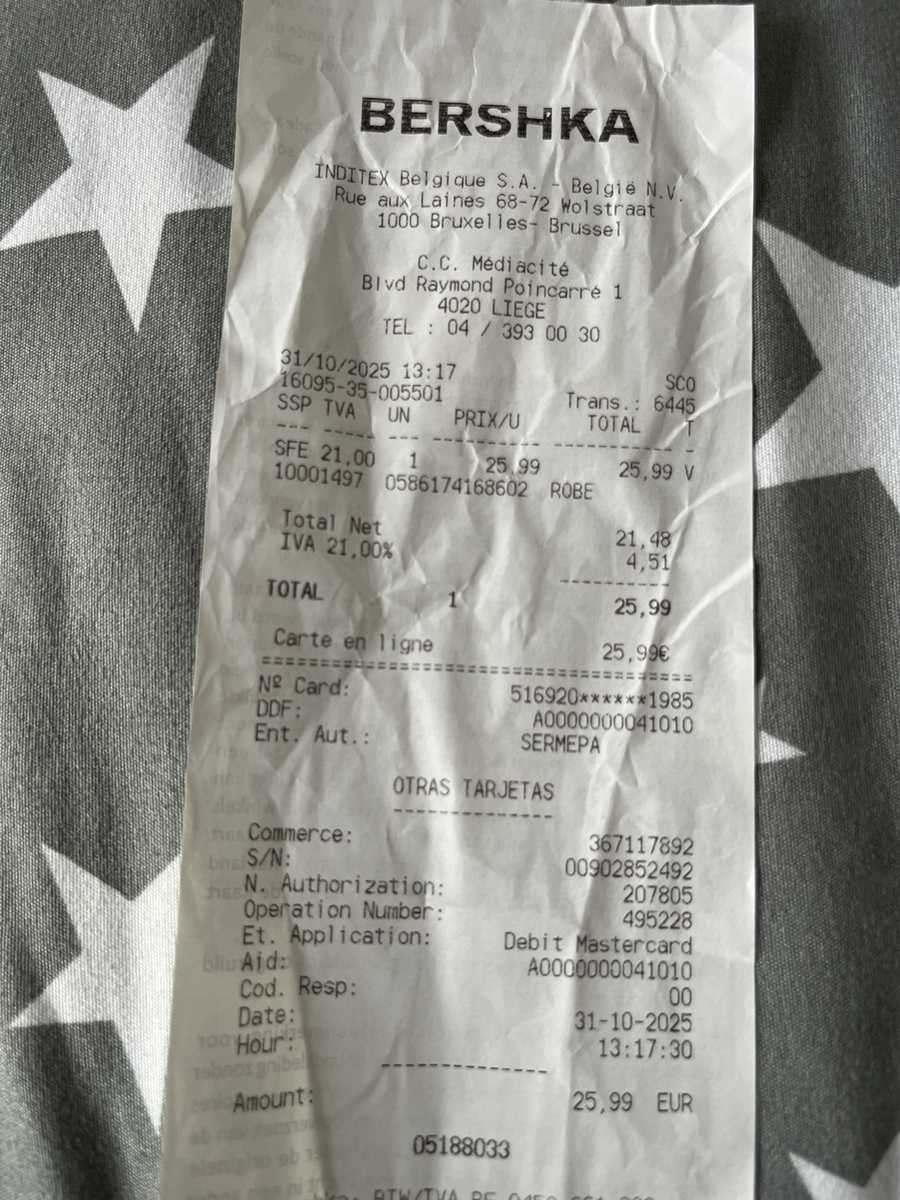 BERSHKA
INDITEX Belgique S.A. - België N.V.
Rue aux Laines 68-72 Wolstraat
1000 Bruxelles- Brussel
C.C. Médiacité
Blvd Raymond Poincarré 1
4020 LIEGE
TEL : 04 / 393 00 30
31/10/2025 13:17 SCO
16095-35-005501 Trans.: 6445
SSP TVA UN PRIX/U TOTAL T
--- ----- --- ---------- ---------- -
SFE 21,00 1 25,99 25,99 V
10001497 0586174168602 ROBE
Total Net 21,48
IVA 21,00% 4,51
----------
TOTAL 1 25,99
Carte en ligne 25,99€
==========================================
Nº Card: 516920******1985
DDF: A0000000041010
Ent. Aut.: SERMEPA
OTRAS TARJETAS
--------------
Commerce: 367117892
S/N: 00902852492
N. Authorization: 207805
Operation Number: 495228
Et. Application: Debit Mastercard
Aid: A0000000041010
Cod. Resp: 00
Date: 31-10-2025
Hour: 13:17:30
--------------
Amount: 25,99 EUR
05188033
BTW/TVA BE